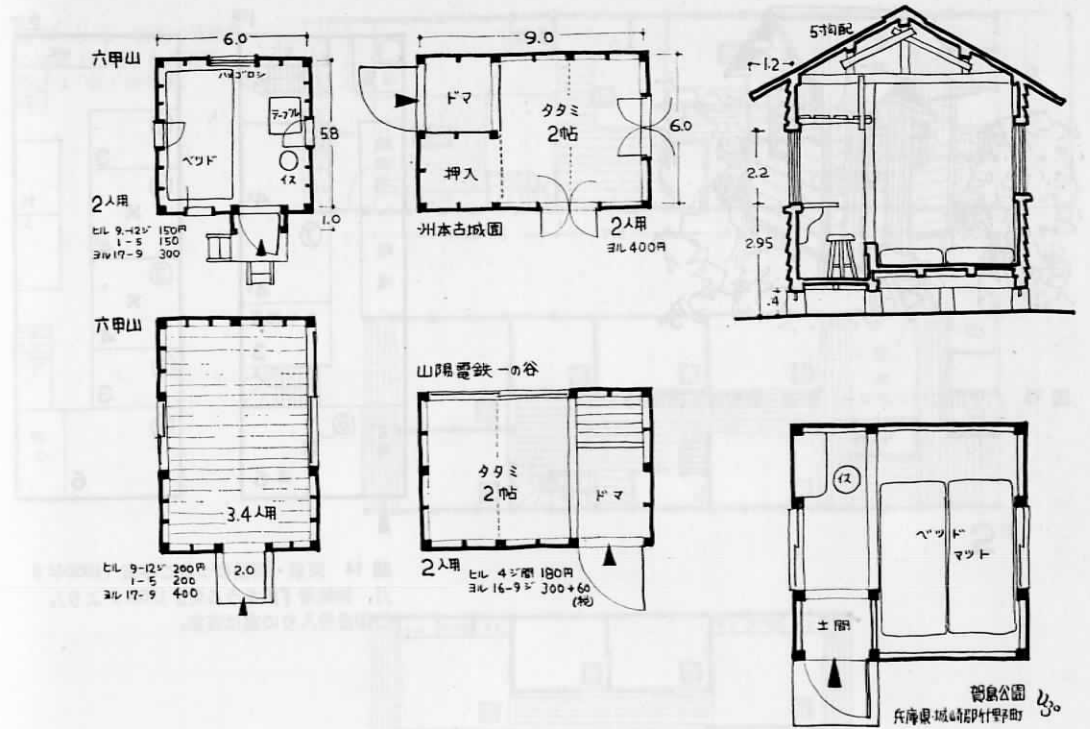 六甲山
6.0
ハメゴロシ
テーブル
ベッド
イス
5.8
1.0
2人用
ヒル 9.-12ジ 150円
1-5 150
ヨル17-9 300
9.0
ドマ
タタミ
2帖
押入
6.0
洲本古城園
2人用
ヨル400円
5寸勾配
1.2
2.2
2.95
.4
六甲山
3.4人用
2.0
ヒル 9-12ジ 200円
1-5 200
ヨル17-9 400
山陽電鉄一の谷
タタミ
2帖
ドマ
2人用
ヒル 4ジ間 180円
ヨル16-9ジ 300+60
(税)
イス
ベッド
マット
土間
賀島公園
兵庫県・城崎郡竹野町